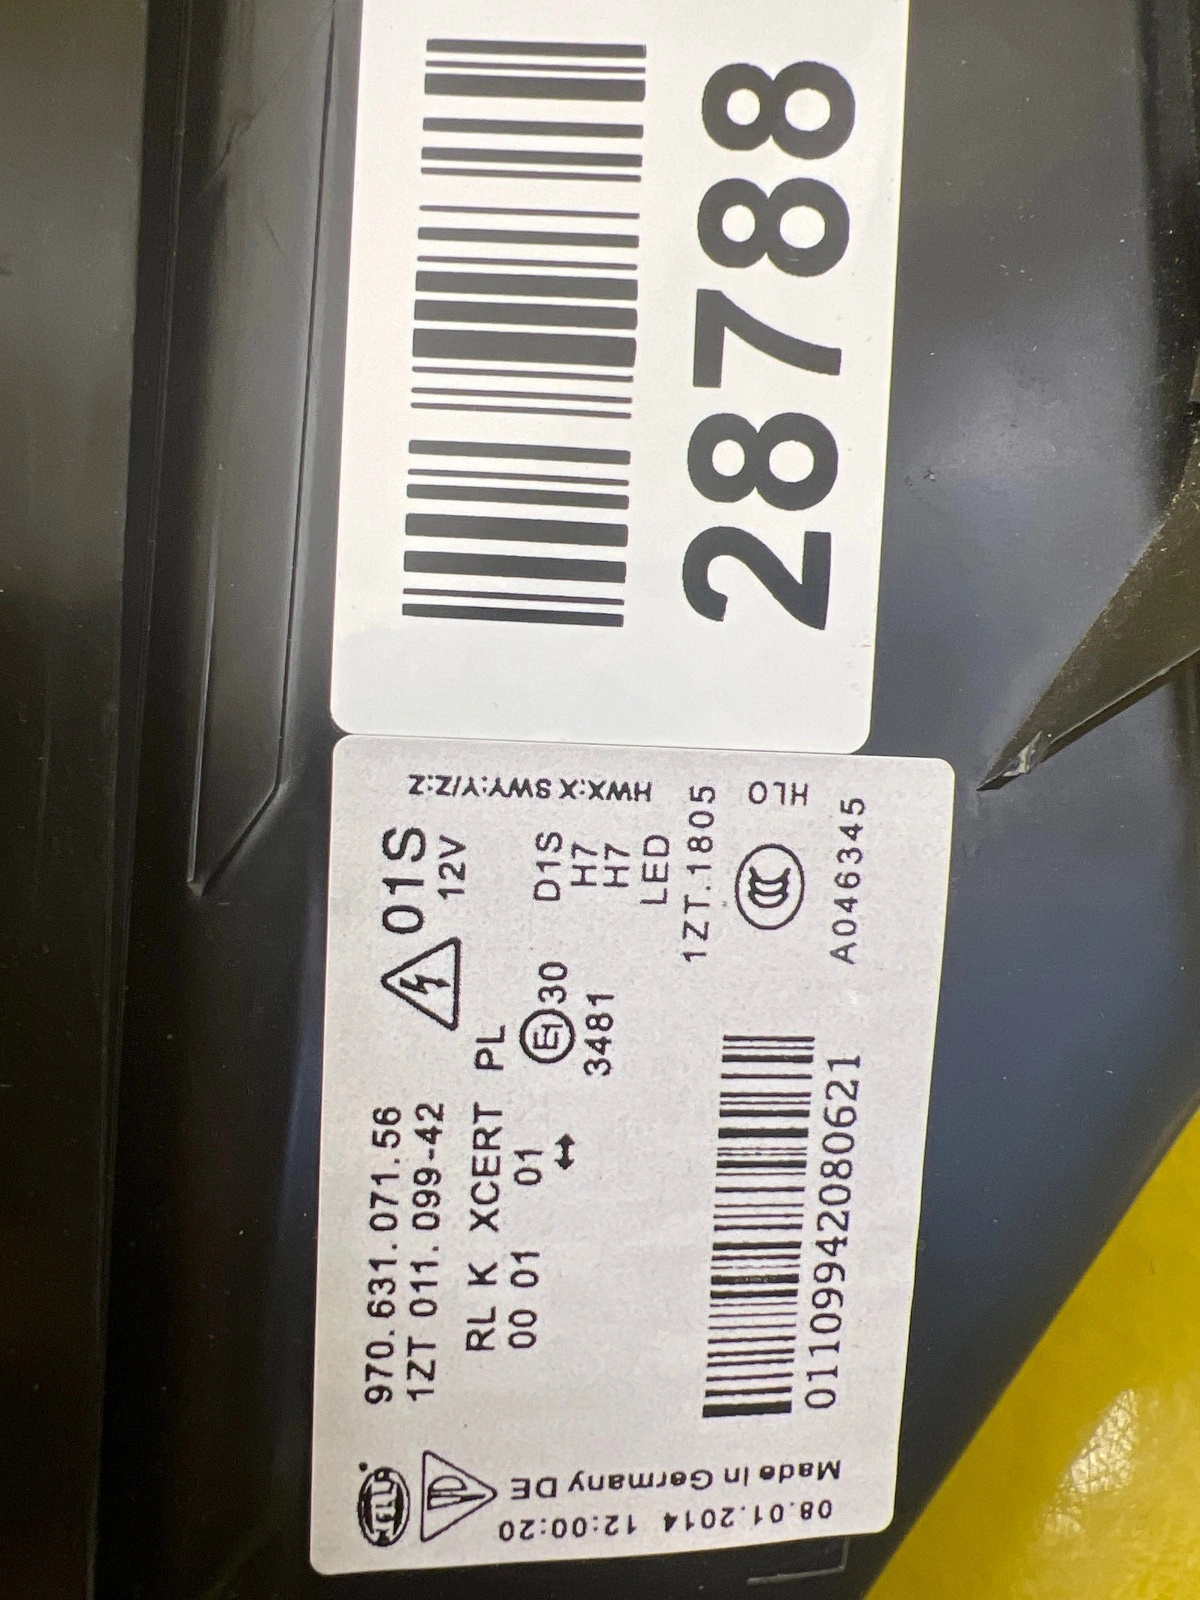 28788
970.631.071.56
1ZT 011.099-42
01S
12V
RL K XCERT PL
00 01 01
E1 30
3481
D1S
H7
H7
LED
1ZT.1805
HWX:X SWY:Y/Z:Z
HLO
A046345
01109942080621
HELLA
Made in Germany DE
08.01.2014 12:00:20